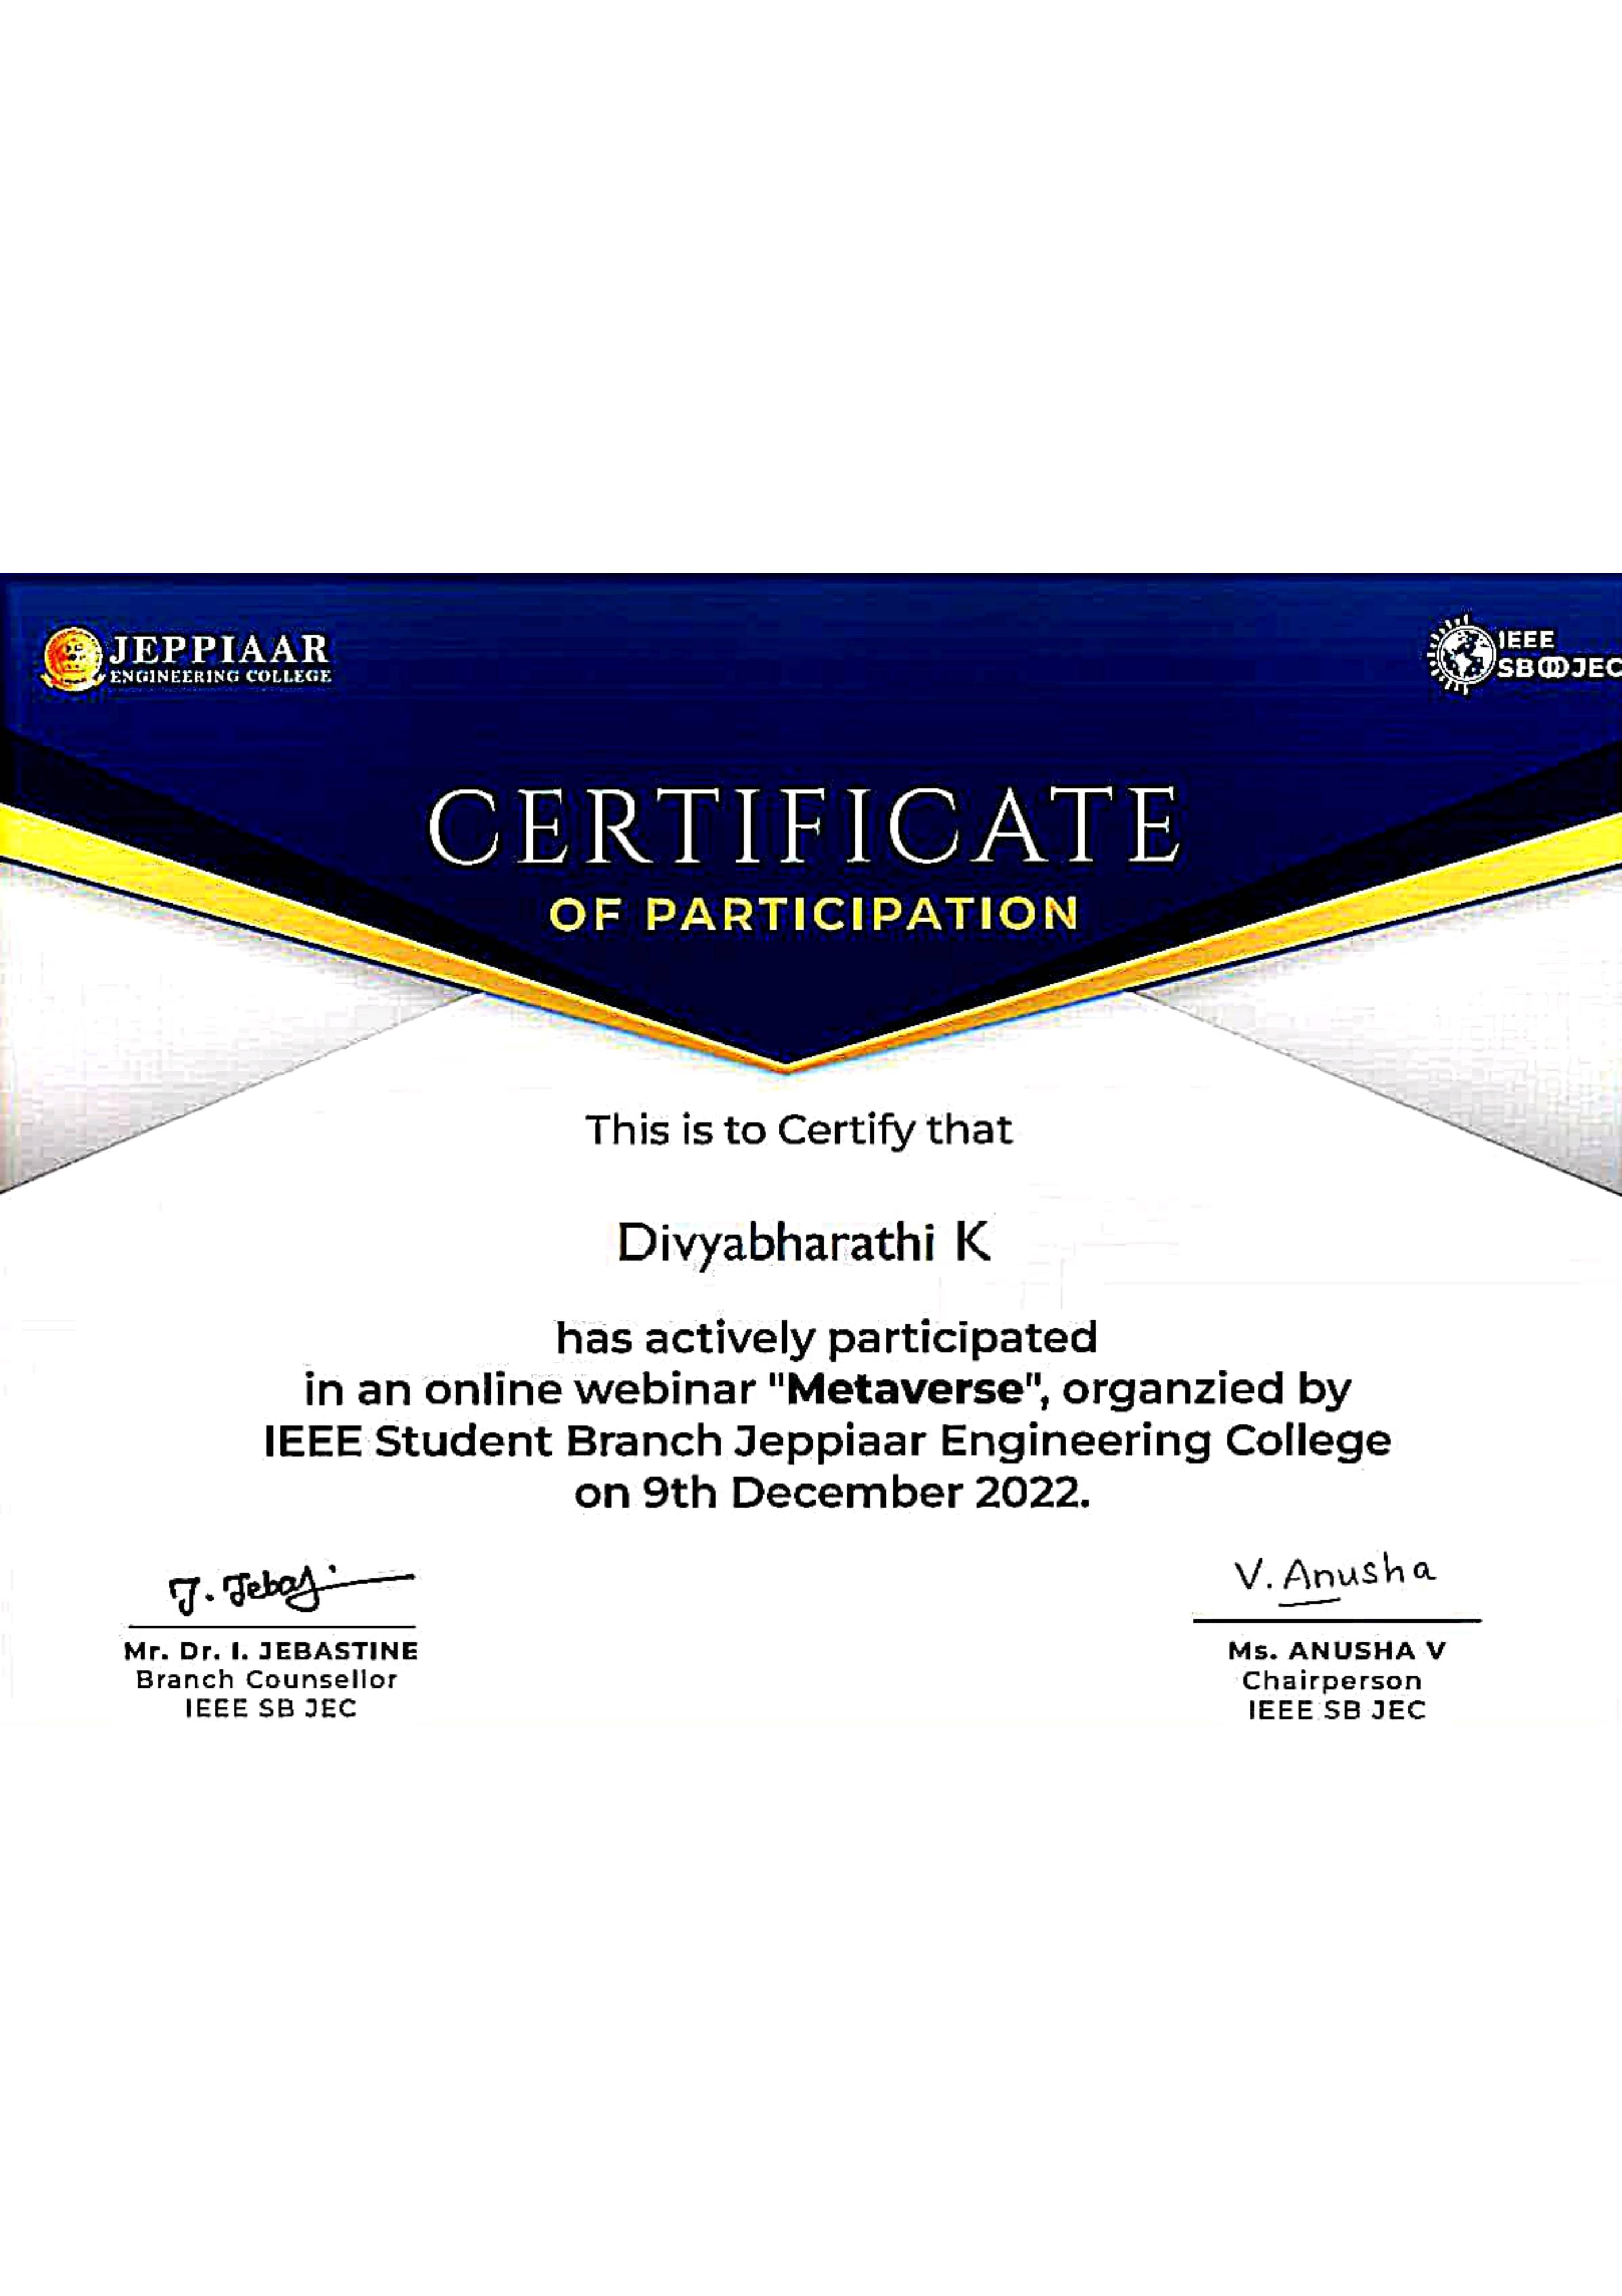 JEPPIAAR
ENGINEERING COLLEGE
IEEE
SB JEC
CERTIFICATE
OF PARTICIPATION
This is to Certify that
Divyabharathi K
has actively participated
in an online webinar "Metaverse", organzied by
IEEE Student Branch Jeppiaar Engineering College
on 9th December 2022.
V. Anusha
Mr. Dr. I. JEBASTINE
Branch Counsellor
IEEE SB JEC
Ms. ANUSHA V
Chairperson
IEEE SB JEC